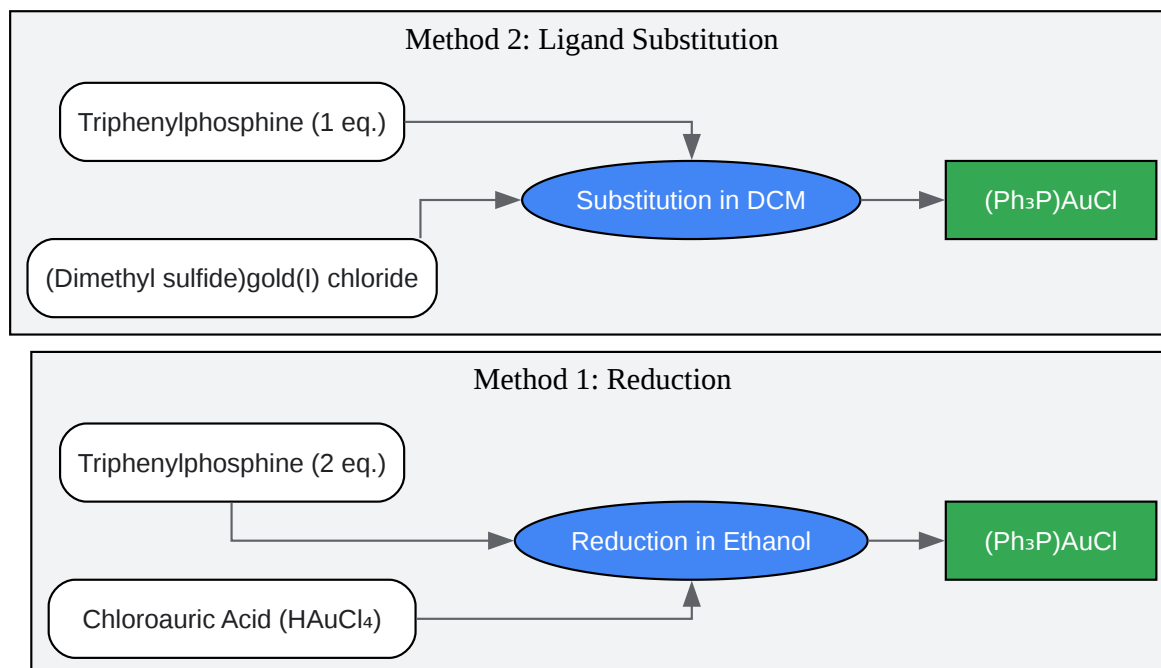 Method 2: Ligand Substitution
Triphenylphosphine (1 eq.)
Substitution in DCM
(Ph₃P)AuCl
(Dimethyl sulfide)gold(I) chloride
Method 1: Reduction
Triphenylphosphine (2 eq.)
Reduction in Ethanol
(Ph₃P)AuCl
Chloroauric Acid (HAuCl₄)